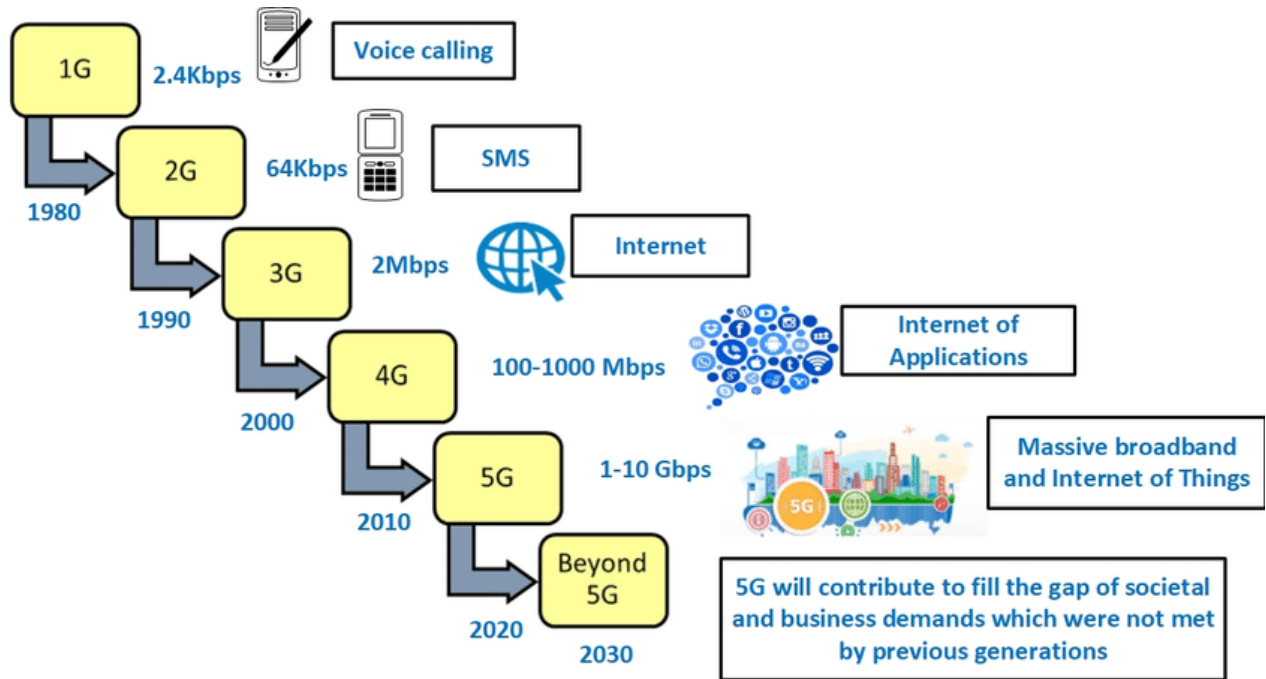 1G
2.4Kbps
Voice calling
2G
64Kbps
SMS
1980
3G
2Mbps
Internet
1990
4G
100-1000 Mbps
Internet of
Applications
2000
5G
1-10 Gbps
5G
Massive broadband
and Internet of Things
2010
Beyond
5G
2020
2030
5G will contribute to fill the gap of societal
and business demands which were not met
by previous generations